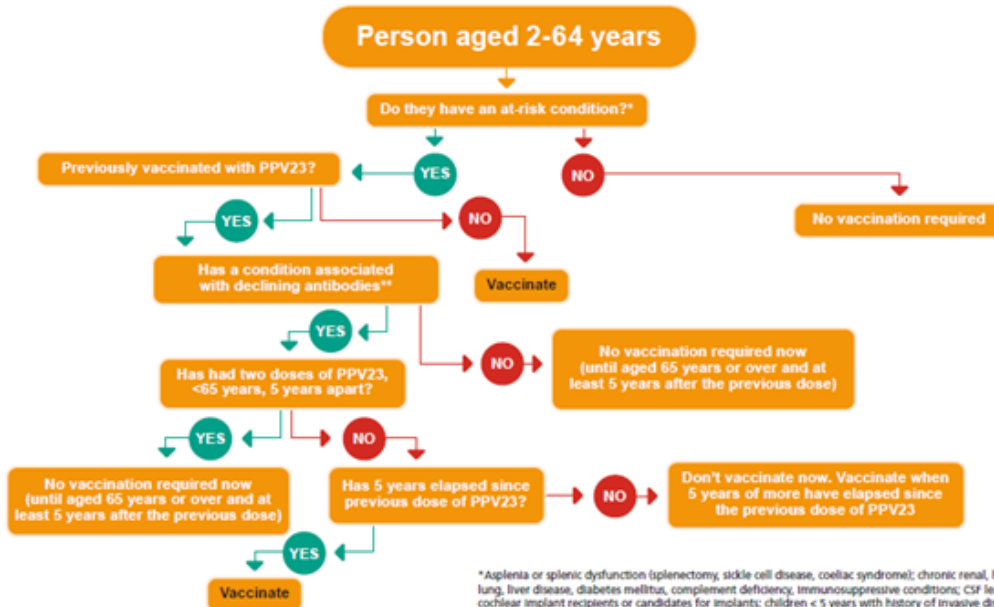 Person aged 2-64 years
Do they have an at-risk condition?*
Previously vaccinated with PPV23?
YES
NO
YES
NO
No vaccination required
Has a condition associated
with declining antibodies**
Vaccinate
YES
NO
No vaccination required now
(until aged 65 years or over and at
least 5 years after the previous dose)
Has had two doses of PPV23,
<65 years, 5 years apart?
YES
NO
No vaccination required now
(until aged 65 years or over and at
least 5 years after the previous dose)
Has 5 years elapsed since
previous dose of PPV23?
NO
Don't vaccinate now. Vaccinate when
5 years of more have elapsed since
the previous dose of PPV23
YES
Vaccinate
*Asplenia or splenic dysfunction (splenectomy, sickle cell disease, coeliac syndrome); chronic renal,
lung, liver disease, diabetes mellitus, complement deficiency, immunosuppressive conditions; CSF
cochlear implant recipients or candidates for implants; children < 5 years with history of invasive